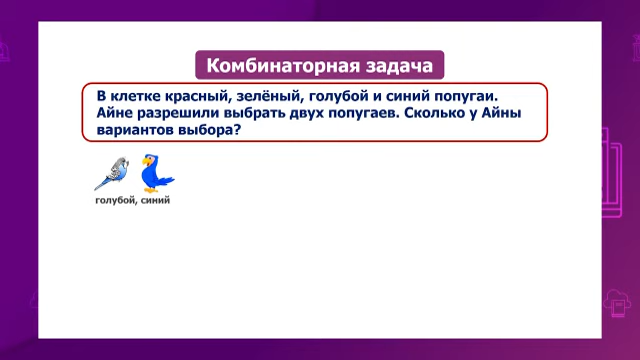 Комбинаторная задача
В клетке красный, зелёный, голубой и синий попугаи.
Айне разрешили выбрать двух попугаев. Сколько у Айны
вариантов выбора?
голубой, синий